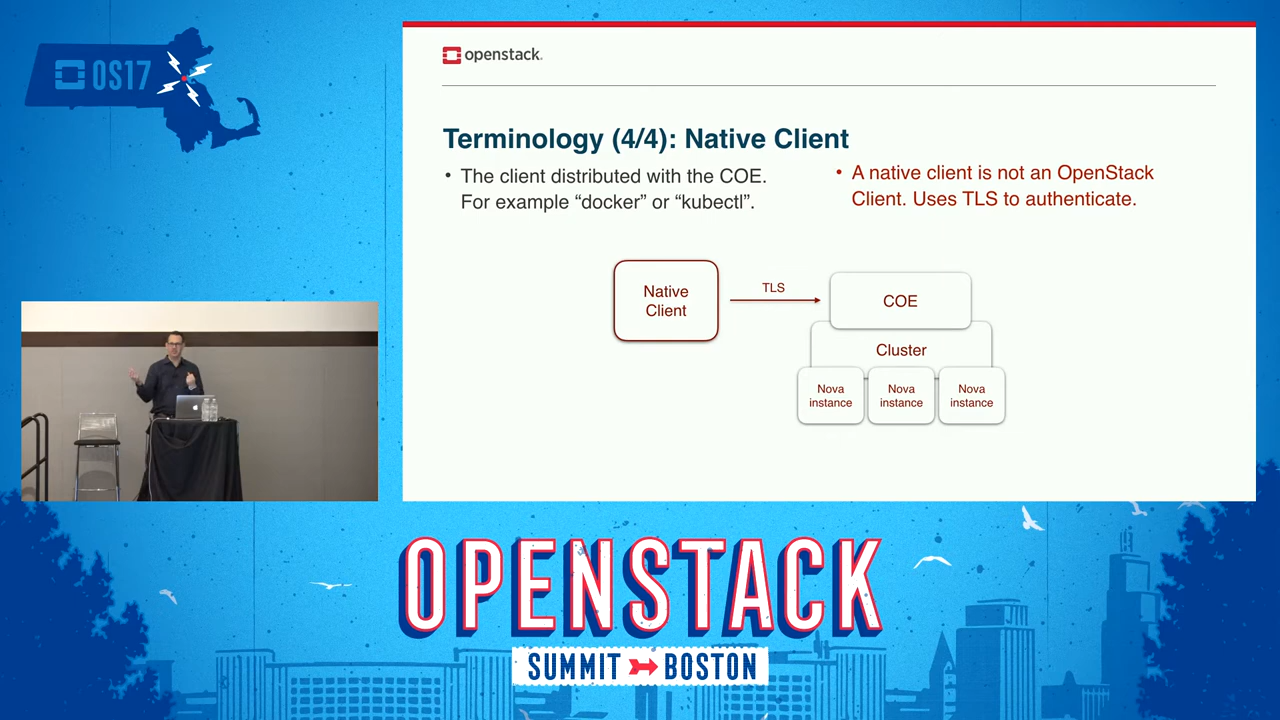 OS17
openstack.
Terminology (4/4): Native Client
• The client distributed with the COE.
For example “docker” or “kubectl”.
• A native client is not an OpenStack
Client. Uses TLS to authenticate.
Native
Client
TLS
COE
Cluster
Nova
instance
Nova
instance
Nova
instance
OPENSTACK
SUMMIT BOSTON